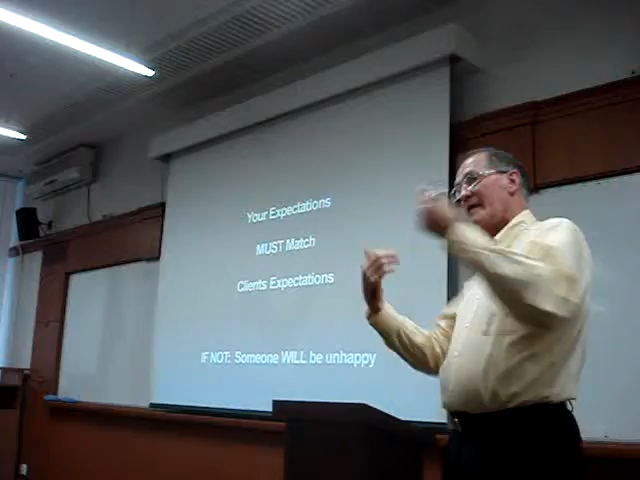 Your Expectations
MUST Match
Clients Expectations
IF NOT: Someone WILL be unhappy